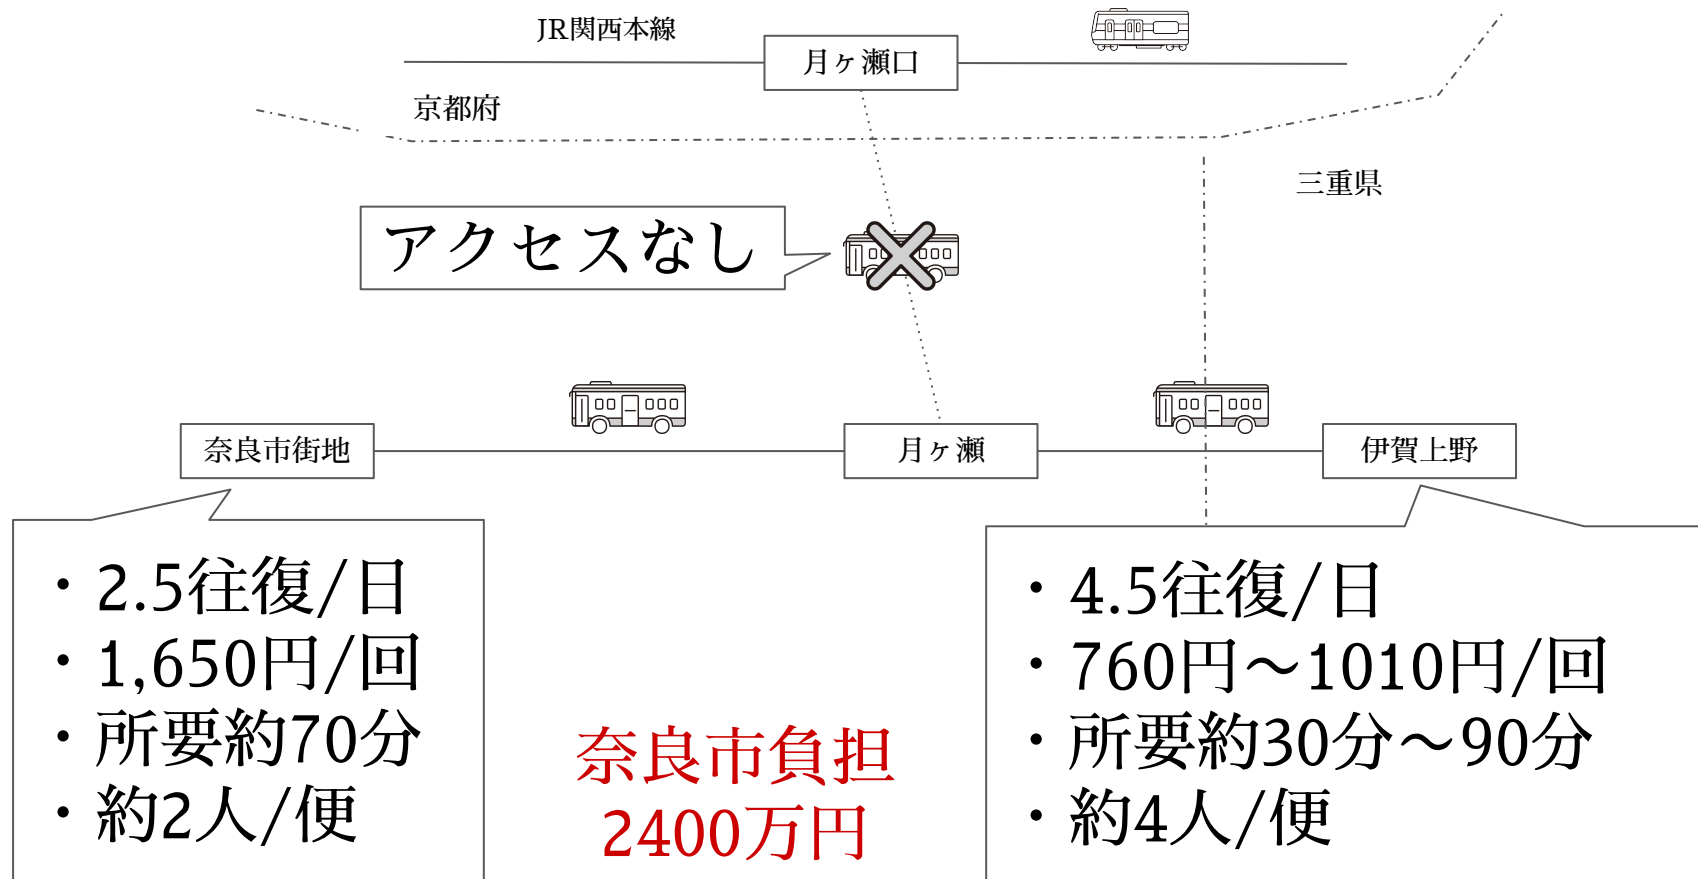 JR関西本線
月ヶ瀬口
京都府
三重県
アクセスなし
奈良市街地
月ヶ瀬
伊賀上野
・2.5往復/日
・1,650円/回
・所要約70分
・約2人/便
奈良市負担
2400万円
・4.5往復/日
・760円〜1010円/回
・所要約30分〜90分
・約4人/便